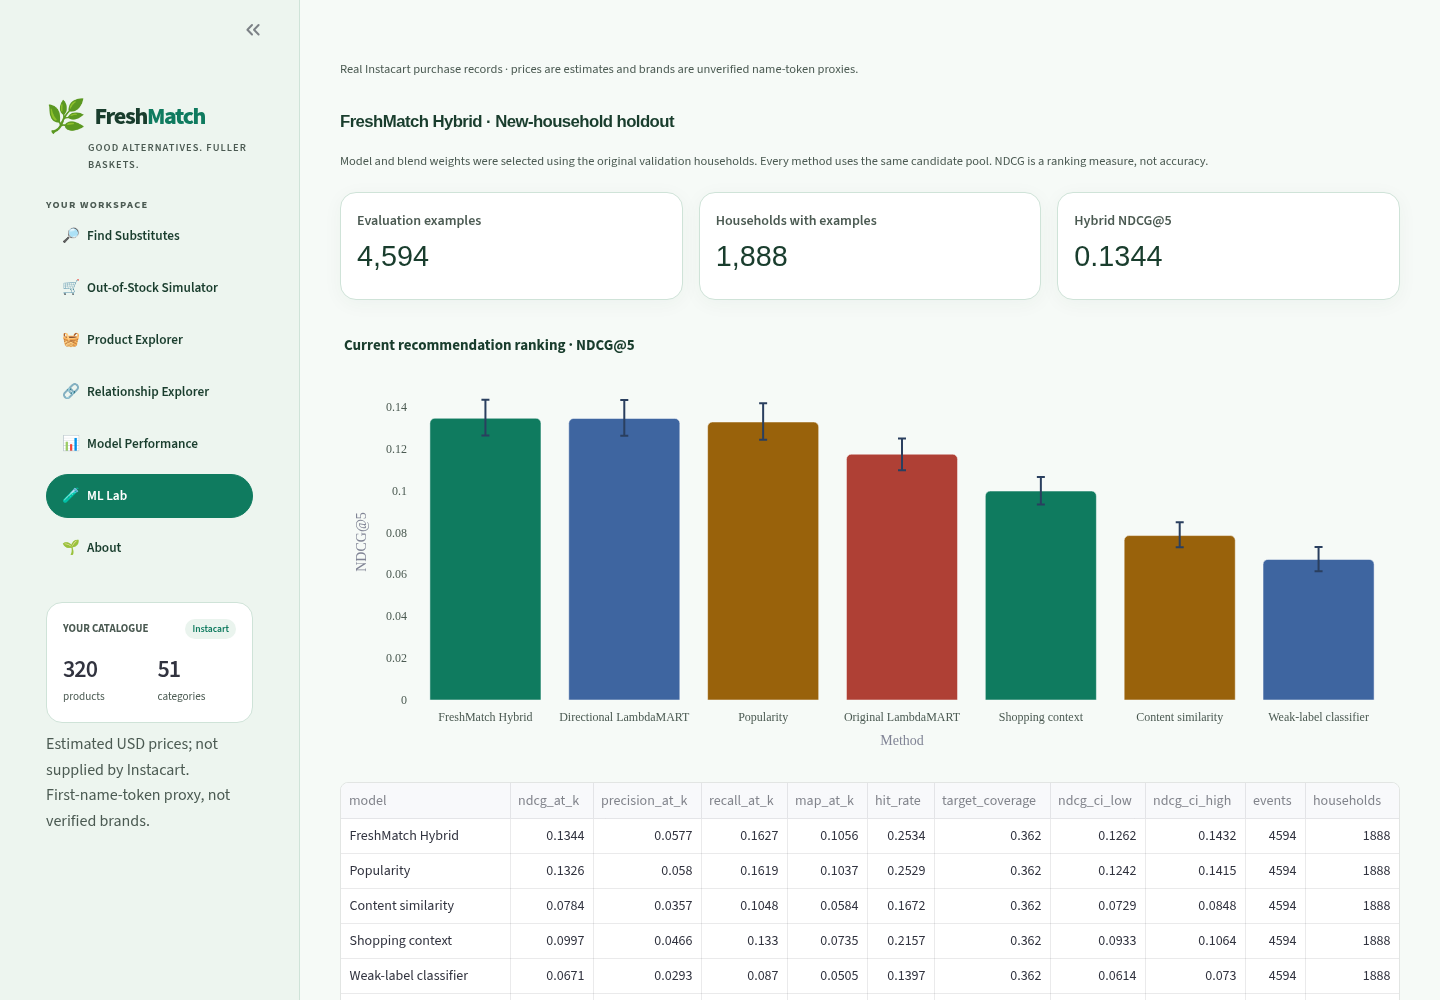 FreshMatch
GOOD ALTERNATIVES. FULLER
BASKETS.
YOUR WORKSPACE
Find Substitutes
Out-of-Stock Simulator
Product Explorer
Relationship Explorer
Model Performance
ML Lab
About
YOUR CATALOGUE Instacart
320 51
products categories
Estimated USD prices; not
supplied by Instacart.
First-name-token proxy, not
verified brands.
Real Instacart purchase records · prices are estimates and brands are unverified name-token proxies.
FreshMatch Hybrid · New-household holdout
Model and blend weights were selected using the original validation households. Every method uses the same candidate pool. NDCG is a ranking measure, not accuracy.
Evaluation examples
4,594
Households with examples
1,888
Hybrid NDCG@5
0.1344
Current recommendation ranking · NDCG@5
0.14
0.12
0.1
0.08
0.06
0.04
0.02
0
NDCG@5
FreshMatch Hybrid Directional LambdaMART Popularity Original LambdaMART Shopping context Content similarity Weak-label classifier
Method
model ndcg_at_k precision_at_k recall_at_k map_at_k hit_rate target_coverage ndcg_ci_low ndcg_ci_high events households
FreshMatch Hybrid 0.1344 0.0577 0.1627 0.1056 0.2534 0.362 0.1262 0.1432 4594 1888
Popularity 0.1326 0.058 0.1619 0.1037 0.2529 0.362 0.1242 0.1415 4594 1888
Content similarity 0.0784 0.0357 0.1048 0.0584 0.1672 0.362 0.0729 0.0848 4594 1888
Shopping context 0.0997 0.0466 0.133 0.0735 0.2157 0.362 0.0933 0.1064 4594 1888
Weak-label classifier 0.0671 0.0293 0.087 0.0505 0.1397 0.362 0.0614 0.073 4594 1888